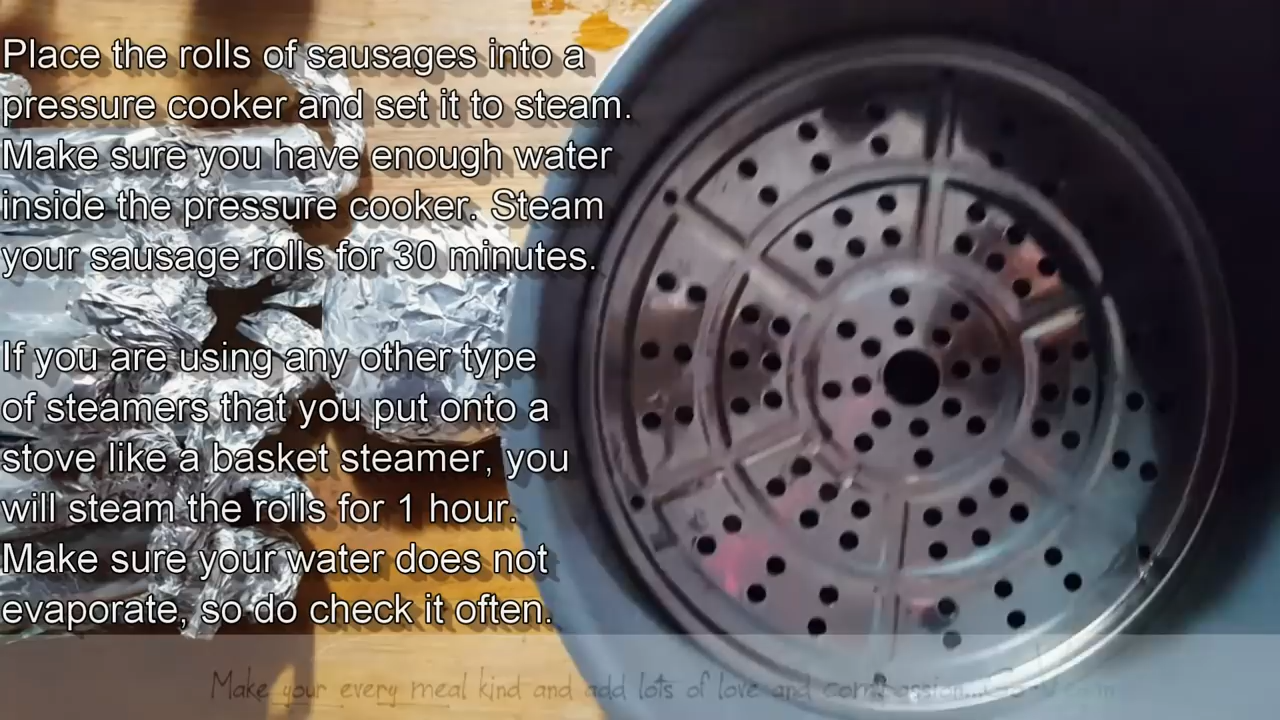 Place the rolls of sausages into a
pressure cooker and set it to steam.
Make sure you have enough water
inside the pressure cooker. Steam
your sausage rolls for 30 minutes.
If you are using any other type
of steamers that you put onto a
stove like a basket steamer, you
will steam the rolls for 1 hour.
Make sure your water does not
evaporate, so do check it often.
Make your every meal kind and add lots of love and compassion...Go Vegan